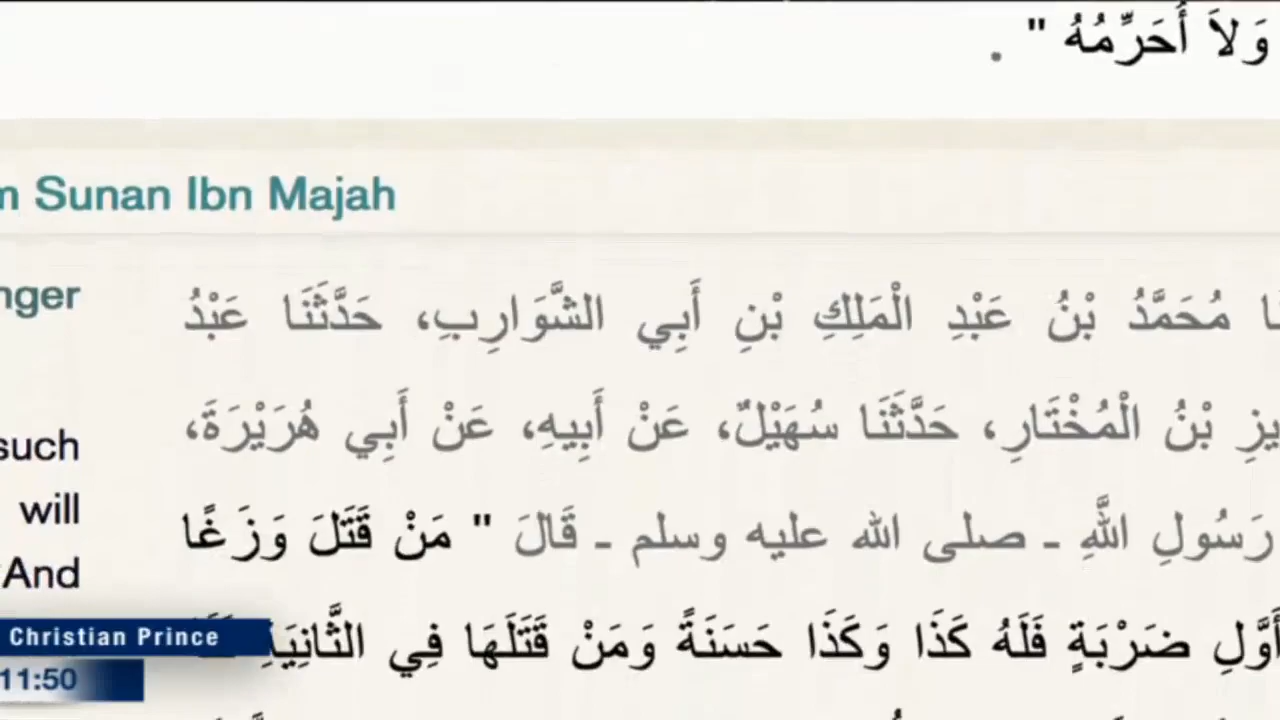 وَلاَ أُحَرِّمُهُ " .
m Sunan Ibn Majah
nger
نَا مُحَمَّدُ بْنُ عَبْدِ الْمَلِكِ بْنِ أَبِي الشَّوَارِبِ، حَدَّثَنَا عَبْدُ
such
يزِ بْنُ الْمُخْتَارِ، حَدَّثَنَا سُهَيْلٌ، عَنْ أَبِيهِ، عَنْ أَبِي هُرَيْرَةَ،
will
رَسُولِ اللَّهِ ـ صلى الله عليه وسلم ـ قَالَ " مَنْ قَتَلَ وَزَغًا
And
أَوَّلِ ضَرْبَةٍ فَلَهُ كَذَا وَكَذَا حَسَنَةً وَمَنْ قَتَلَهَا فِي الثَّانِيَةِ
Christian Prince
11:50